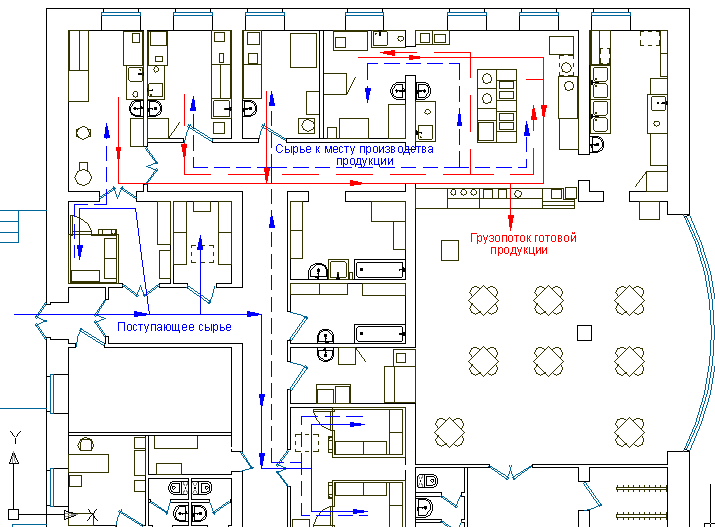 Сырье к месту производства
продукции
Грузопоток готовой
продукции
Поступающее сырье
Y
X